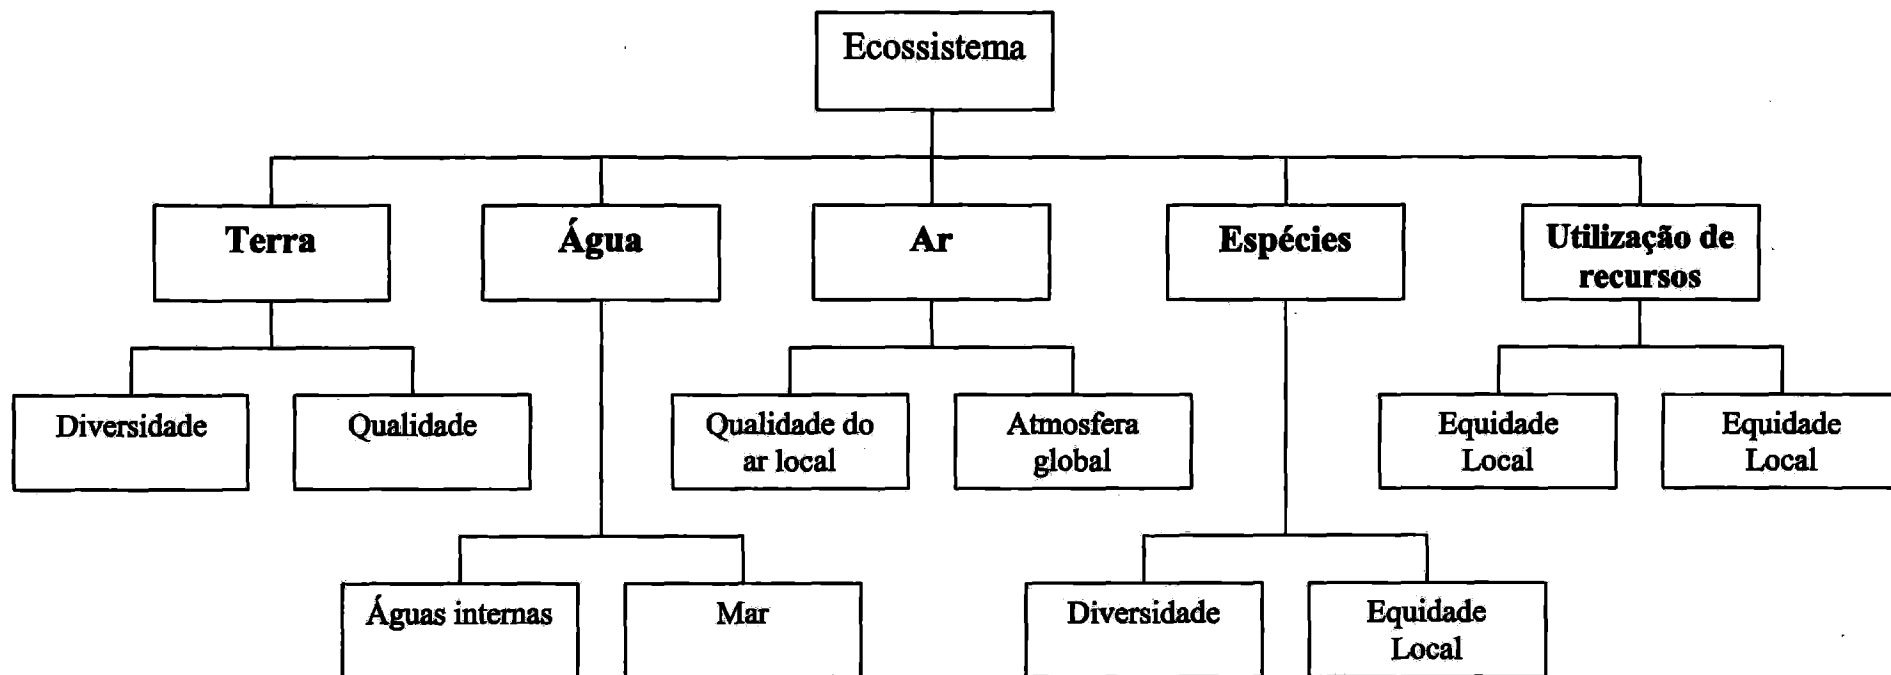 Ecossistema
Terra
Água
Ar
Espécies
Utilização de
recursos
Diversidade
Qualidade
Qualidade do
ar local
Atmosfera
global
Equidade
Local
Equidade
Local
Águas internas
Mar
Diversidade
Equidade
Local